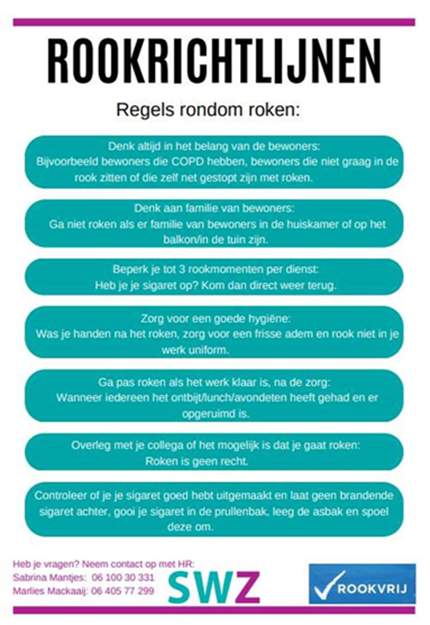 ROOKRICHTLIJNEN
Regels rondom roken:
Denk altijd in het belang van de bewoners:
Bijvoorbeeld bewoners die COPD hebben, bewoners die niet graag in de
rook zitten of die zelf net gestopt zijn met roken.
Denk aan familie van bewoners:
Ga niet roken als er familie van bewoners in de huiskamer of op het
balkon/in de tuin zijn.
Beperk je tot 3 rookmomenten per dienst:
Heb je je sigaret op? Kom dan direct weer terug.
Zorg voor een goede hygiëne:
Was je handen na het roken, zorg voor een frisse adem en rook niet in je
werk uniform.
Ga pas roken als het werk klaar is, na de zorg:
Wanneer iedereen het ontbijt/lunch/avondeten heeft gehad en er
opgeruimd is.
Overleg met je collega of het mogelijk is dat je gaat roken:
Roken is geen recht.
Controleer of je je sigaret goed hebt uitgemaakt en laat geen brandende
sigaret achter, gooi je sigaret in de prullenbak, leeg de asbak en spoel
deze om.
Heb je vragen? Neem contact op met HR:
Sabrina Mantjes: 06 100 30 331
Marlies Mackaaij: 06 405 77 299
SWZ
ROOKVRIJ